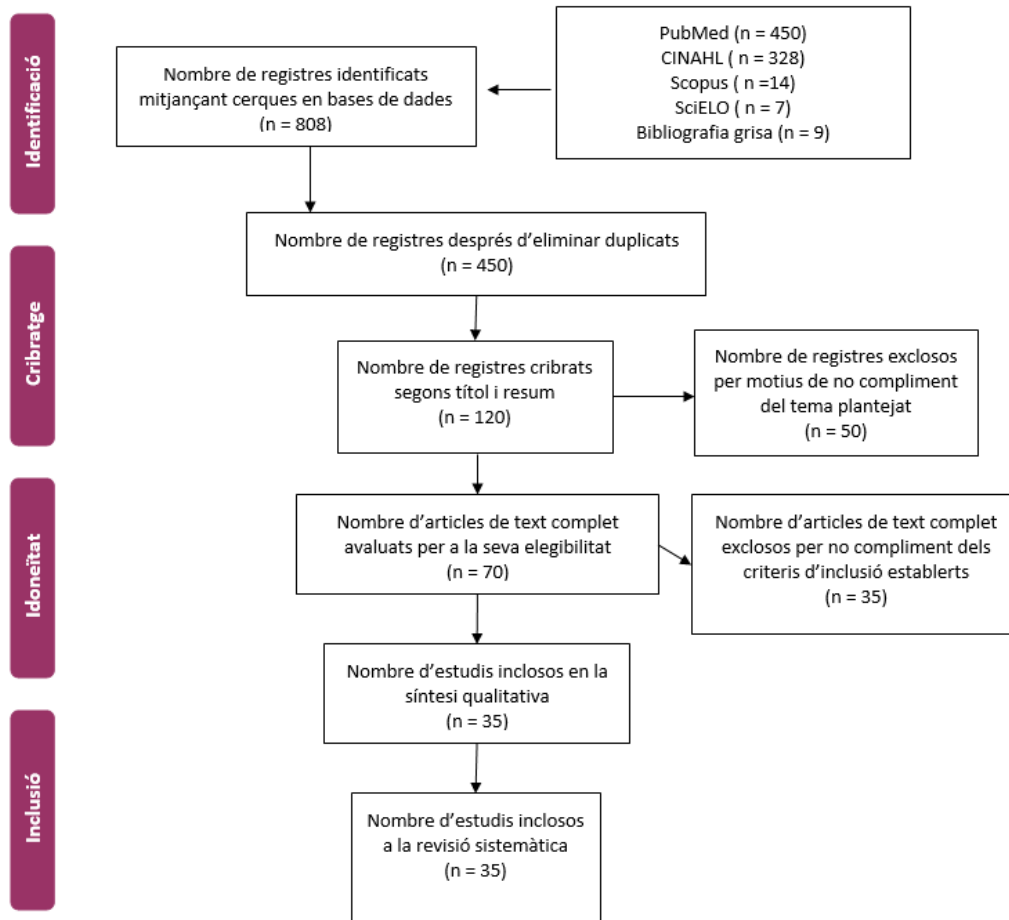 Identificació
Nombre de registres identificats
mitjançant cerques en bases de dades
(n = 808)
PubMed (n = 450)
CINAHL ( n = 328)
Scopus ( n =14)
SciELO ( n = 7)
Bibliografia grisa (n = 9)
Nombre de registres després d’eliminar duplicats
(n = 450)
Cribratge
Nombre de registres cribrats
segons títol i resum
(n = 120)
Nombre de registres exclosos
per motius de no compliment
del tema plantejat
(n = 50)
Idoneïtat
Nombre d’articles de text complet
avaluats per a la seva elegibilitat
(n = 70)
Nombre d’articles de text complet
exclosos per no compliment dels
criteris d’inclusió establerts
(n = 35)
Nombre d’estudis inclosos en la
síntesi qualitativa
(n = 35)
Inclusió
Nombre d’estudis inclosos
a la revisió sistemàtica
(n = 35)